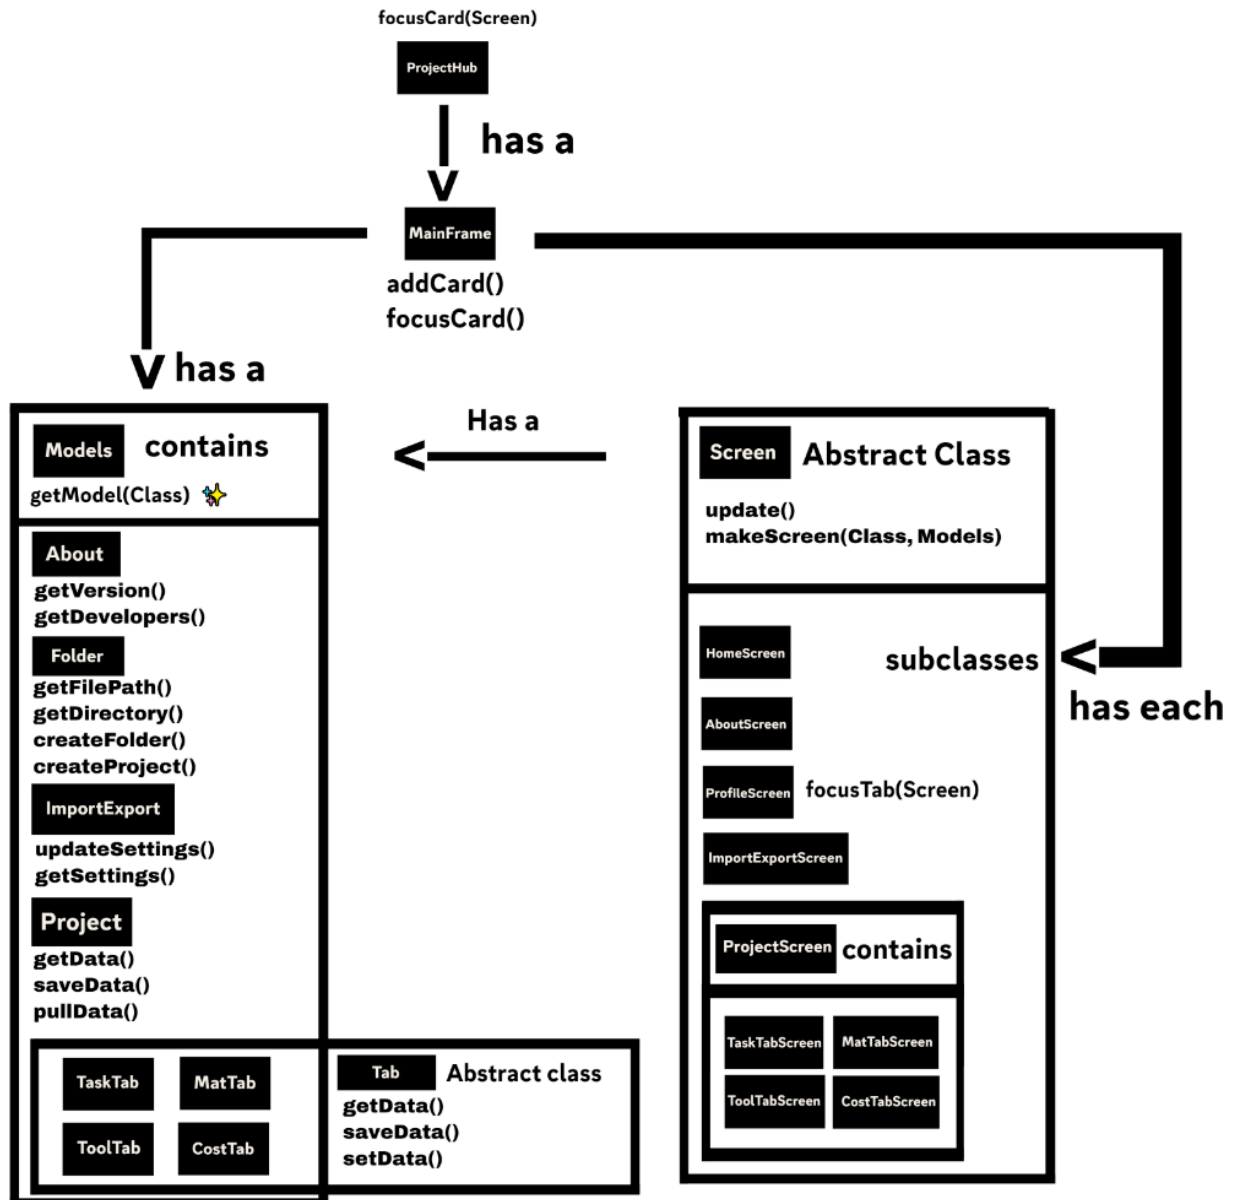 focusCard(Screen)
ProjectHub
has a
MainFrame
addCard()
focusCard()
has a
Has a
Models contains
getModel(Class)
About
getVersion()
getDevelopers()
Folder
getFilePath()
getDirectory()
createFolder()
createProject()
ImportExport
updateSettings()
getSettings()
Project
getData()
saveData()
pullData()
TaskTab MatTab
ToolTab CostTab
Tab Abstract class
getData()
saveData()
setData()
Screen Abstract Class
update()
makeScreen(Class, Models)
HomeScreen
subclasses
has each
AboutScreen
ProfileScreen focusTab(Screen)
ImportExportScreen
ProjectScreen contains
TaskTabScreen MatTabScreen
ToolTabScreen CostTabScreen